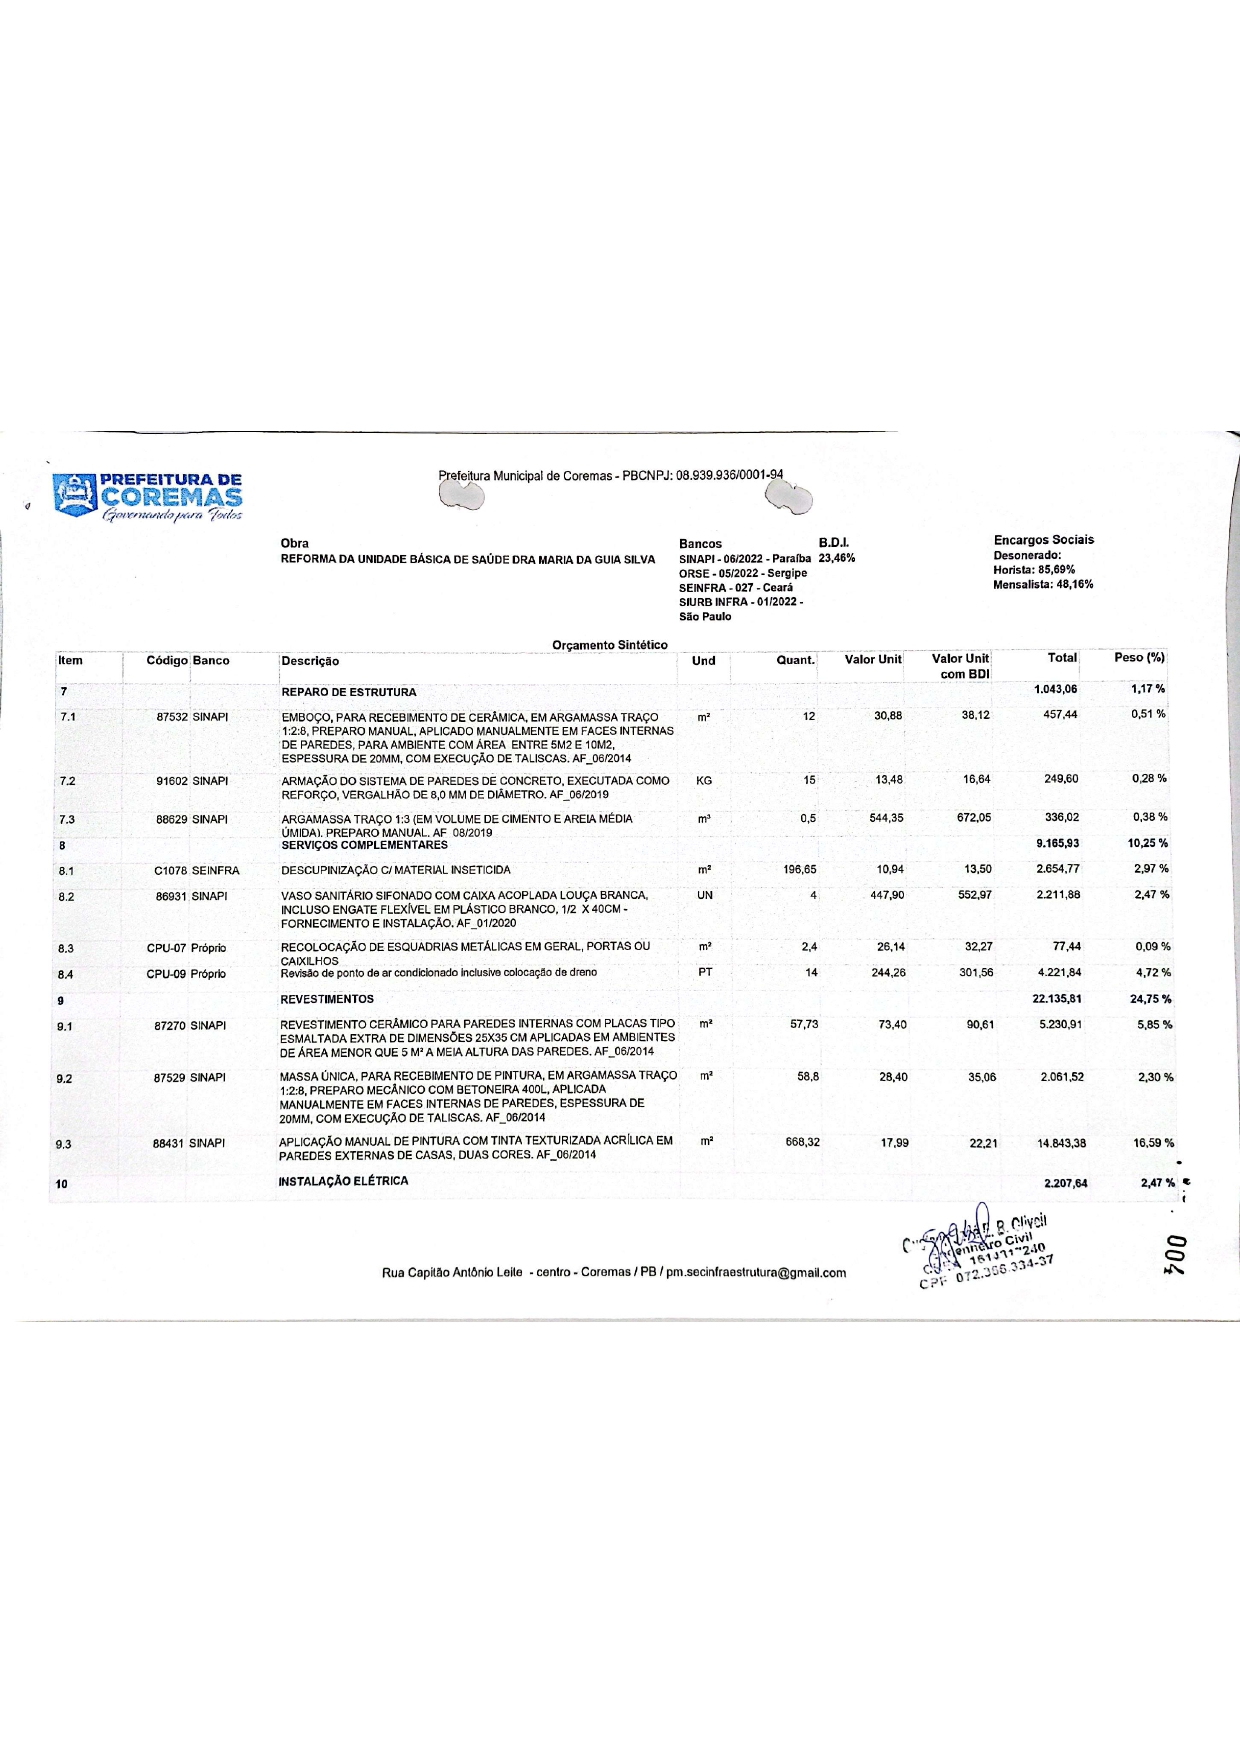 PREFEITURA DE
COREMAS
Governando para Todos
Prefeitura Municipal de Coremas - PBCNPJ: 08.939.936/0001-94
Obra
REFORMA DA UNIDADE BÁSICA DE SAÚDE DRA MARIA DA GUIA SILVA
Bancos
SINAPI - 06/2022 - Paraíba
ORSE - 05/2022 - Sergipe
SEINFRA - 027 - Ceará
SIURB INFRA - 01/2022 -
São Paulo
B.D.I.
23,46%
Encargos Sociais
Desonerado:
Horista: 85,69%
Mensalista: 48,16%
Orçamento Sintético
Item Código Banco Descrição Und Quant. Valor Unit Valor Unit com BDI Total Peso (%)
7 REPARO DE ESTRUTURA 1.043,06 1,17 %
7.1 87532 SINAPI EMBOÇO, PARA RECEBIMENTO DE CERÂMICA, EM ARGAMASSA TRAÇO m² 12 30,88 38,12 457,44 0,51 %
1:2:8, PREPARO MANUAL, APLICADO MANUALMENTE EM FACES INTERNAS
DE PAREDES, PARA AMBIENTE COM ÁREA ENTRE 5M2 E 10M2,
ESPESSURA DE 20MM, COM EXECUÇÃO DE TALISCAS. AF_06/2014
7.2 91602 SINAPI ARMAÇÃO DO SISTEMA DE PAREDES DE CONCRETO, EXECUTADA COMO KG 15 13,48 16,64 249,60 0,28 %
REFORÇO, VERGALHÃO DE 8,0 MM DE DIÂMETRO. AF_06/2019
7.3 88629 SINAPI ARGAMASSA TRAÇO 1:3 (EM VOLUME DE CIMENTO E AREIA MÉDIA m³ 0,5 544,35 672,05 336,02 0,38 %
ÚMIDA). PREPARO MANUAL. AF_08/2019
8 SERVIÇOS COMPLEMENTARES 9.165,93 10,25 %
8.1 C1078 SEINFRA DESCUPINIZAÇÃO C/ MATERIAL INSETICIDA m² 196,65 10,94 13,50 2.654,77 2,97 %
8.2 86931 SINAPI VASO SANITÁRIO SIFONADO COM CAIXA ACOPLADA LOUÇA BRANCA, UN 4 447,90 552,97 2.211,88 2,47 %
INCLUSO ENGATE FLEXÍVEL EM PLÁSTICO BRANCO, 1/2 X 40CM -
FORNECIMENTO E INSTALAÇÃO. AF_01/2020
8.3 CPU-07 Próprio RECOLOCAÇÃO DE ESQUADRIAS METÁLICAS EM GERAL, PORTAS OU m² 2,4 26,14 32,27 77,44 0,09 %
CAIXILHOS
8.4 CPU-09 Próprio Revisão de ponto de ar condicionado inclusive colocação de dreno PT 14 244,26 301,56 4.221,84 4,72 %
9 REVESTIMENTOS 22.135,81 24,75 %
9.1 87270 SINAPI REVESTIMENTO CERÂMICO PARA PAREDES INTERNAS COM PLACAS TIPO m² 57,73 73,40 90,61 5.230,91 5,85 %
ESMALTADA EXTRA DE DIMENSÕES 25X35 CM APLICADAS EM AMBIENTES
DE ÁREA MENOR QUE 5 M² A MEIA ALTURA DAS PAREDES. AF_06/2014
9.2 87529 SINAPI MASSA ÚNICA, PARA RECEBIMENTO DE PINTURA, EM ARGAMASSA TRAÇO m² 58,8 28,40 35,06 2.061,52 2,30 %
1:2:8, PREPARO MECÂNICO COM BETONEIRA 400L, APLICADA
MANUALMENTE EM FACES INTERNAS DE PAREDES, ESPESSURA DE
20MM, COM EXECUÇÃO DE TALISCAS. AF_06/2014
9.3 88431 SINAPI APLICAÇÃO MANUAL DE PINTURA COM TINTA TEXTURIZADA ACRÍLICA EM m² 668,32 17,99 22,21 14.843,38 16,59 %
PAREDES EXTERNAS DE CASAS, DUAS CORES. AF_06/2014
10 INSTALAÇÃO ELÉTRICA 2.207,64 2,47 %
Civil
CPF 072.366.334-37
Rua Capitão Antônio Leite - centro - Coremas / PB / pm.secinfraestrutura@gmail.com
004